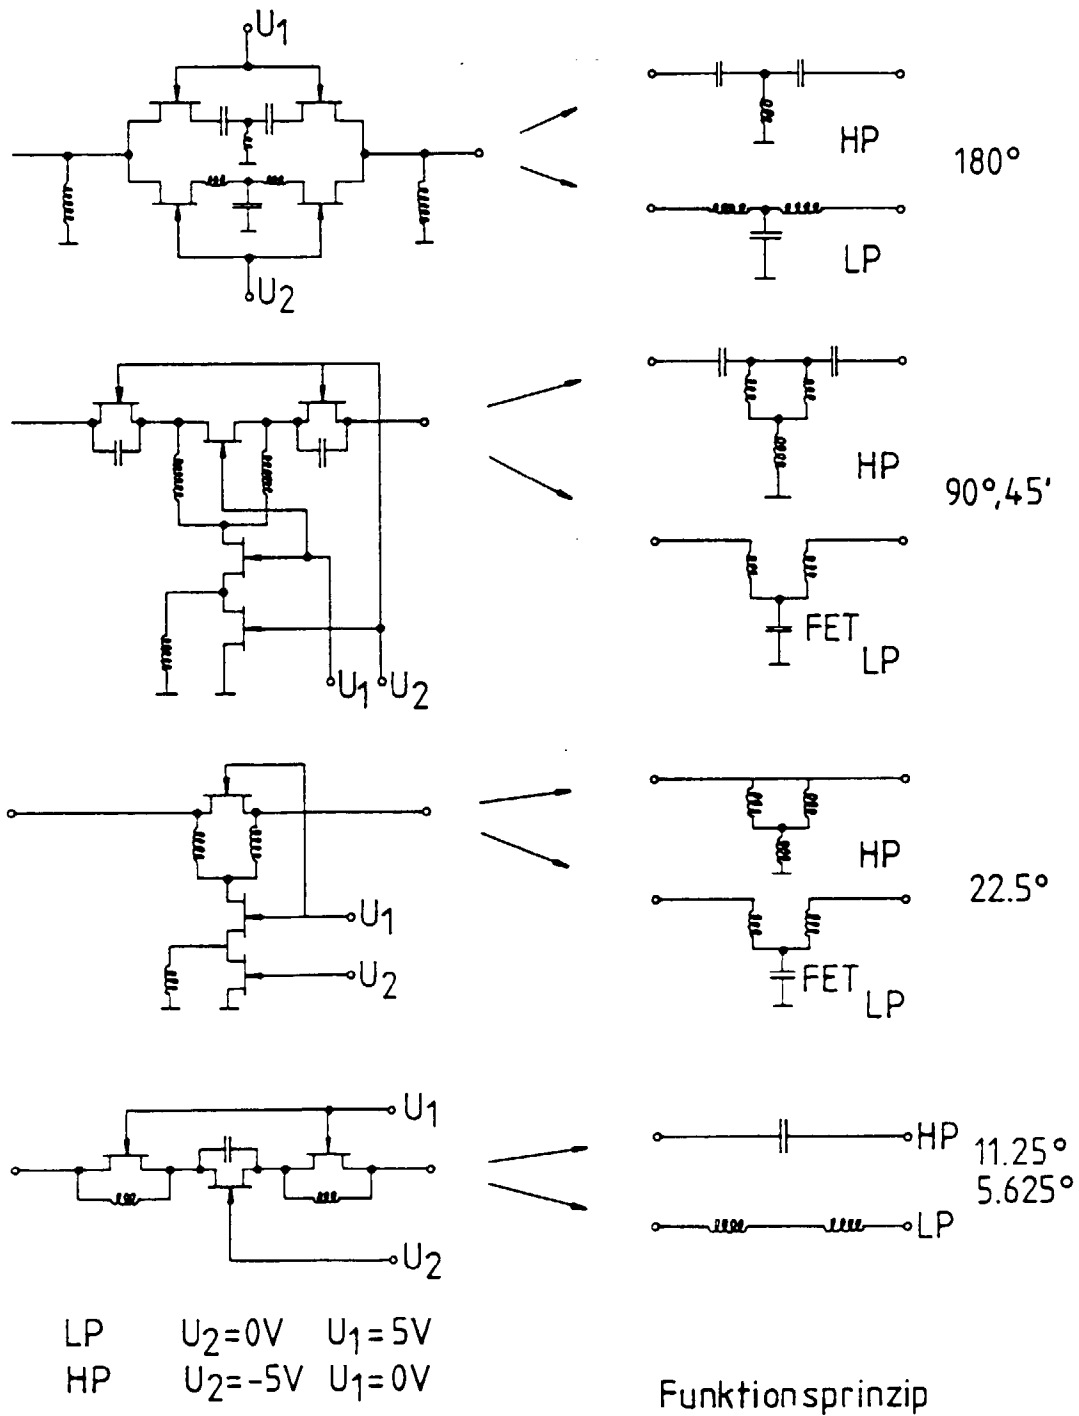 U1
HP
180°
LP
U2
HP
90°,45'
FET
LP
U1 U2
HP
22.5°
U1
FET
LP
U2
U1
HP
11.25°
5.625°
LP
U2
LP U2=0V U1=5V
HP U2=-5V U1=0V
Funktionsprinzip